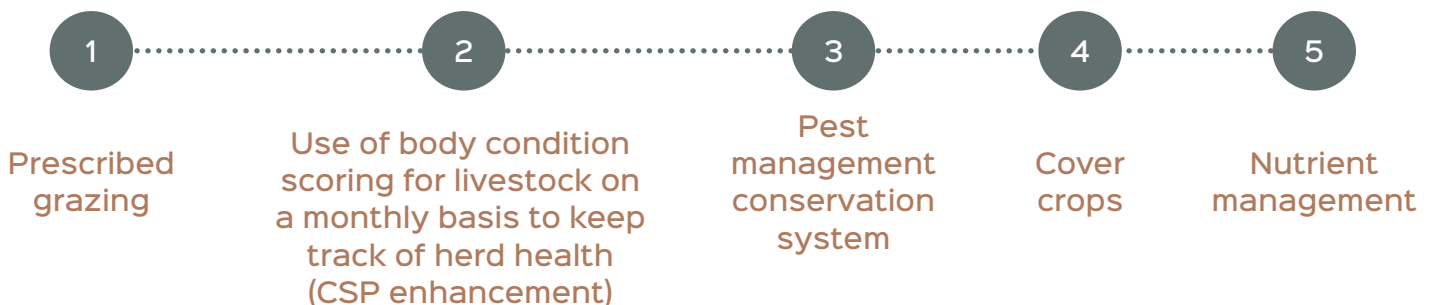 1
2
3
4
5
Prescribed
grazing
Use of body condition
scoring for livestock on
a monthly basis to keep
track of herd health
(CSP enhancement)
Pest
management
conservation
system
Cover
crops
Nutrient
management